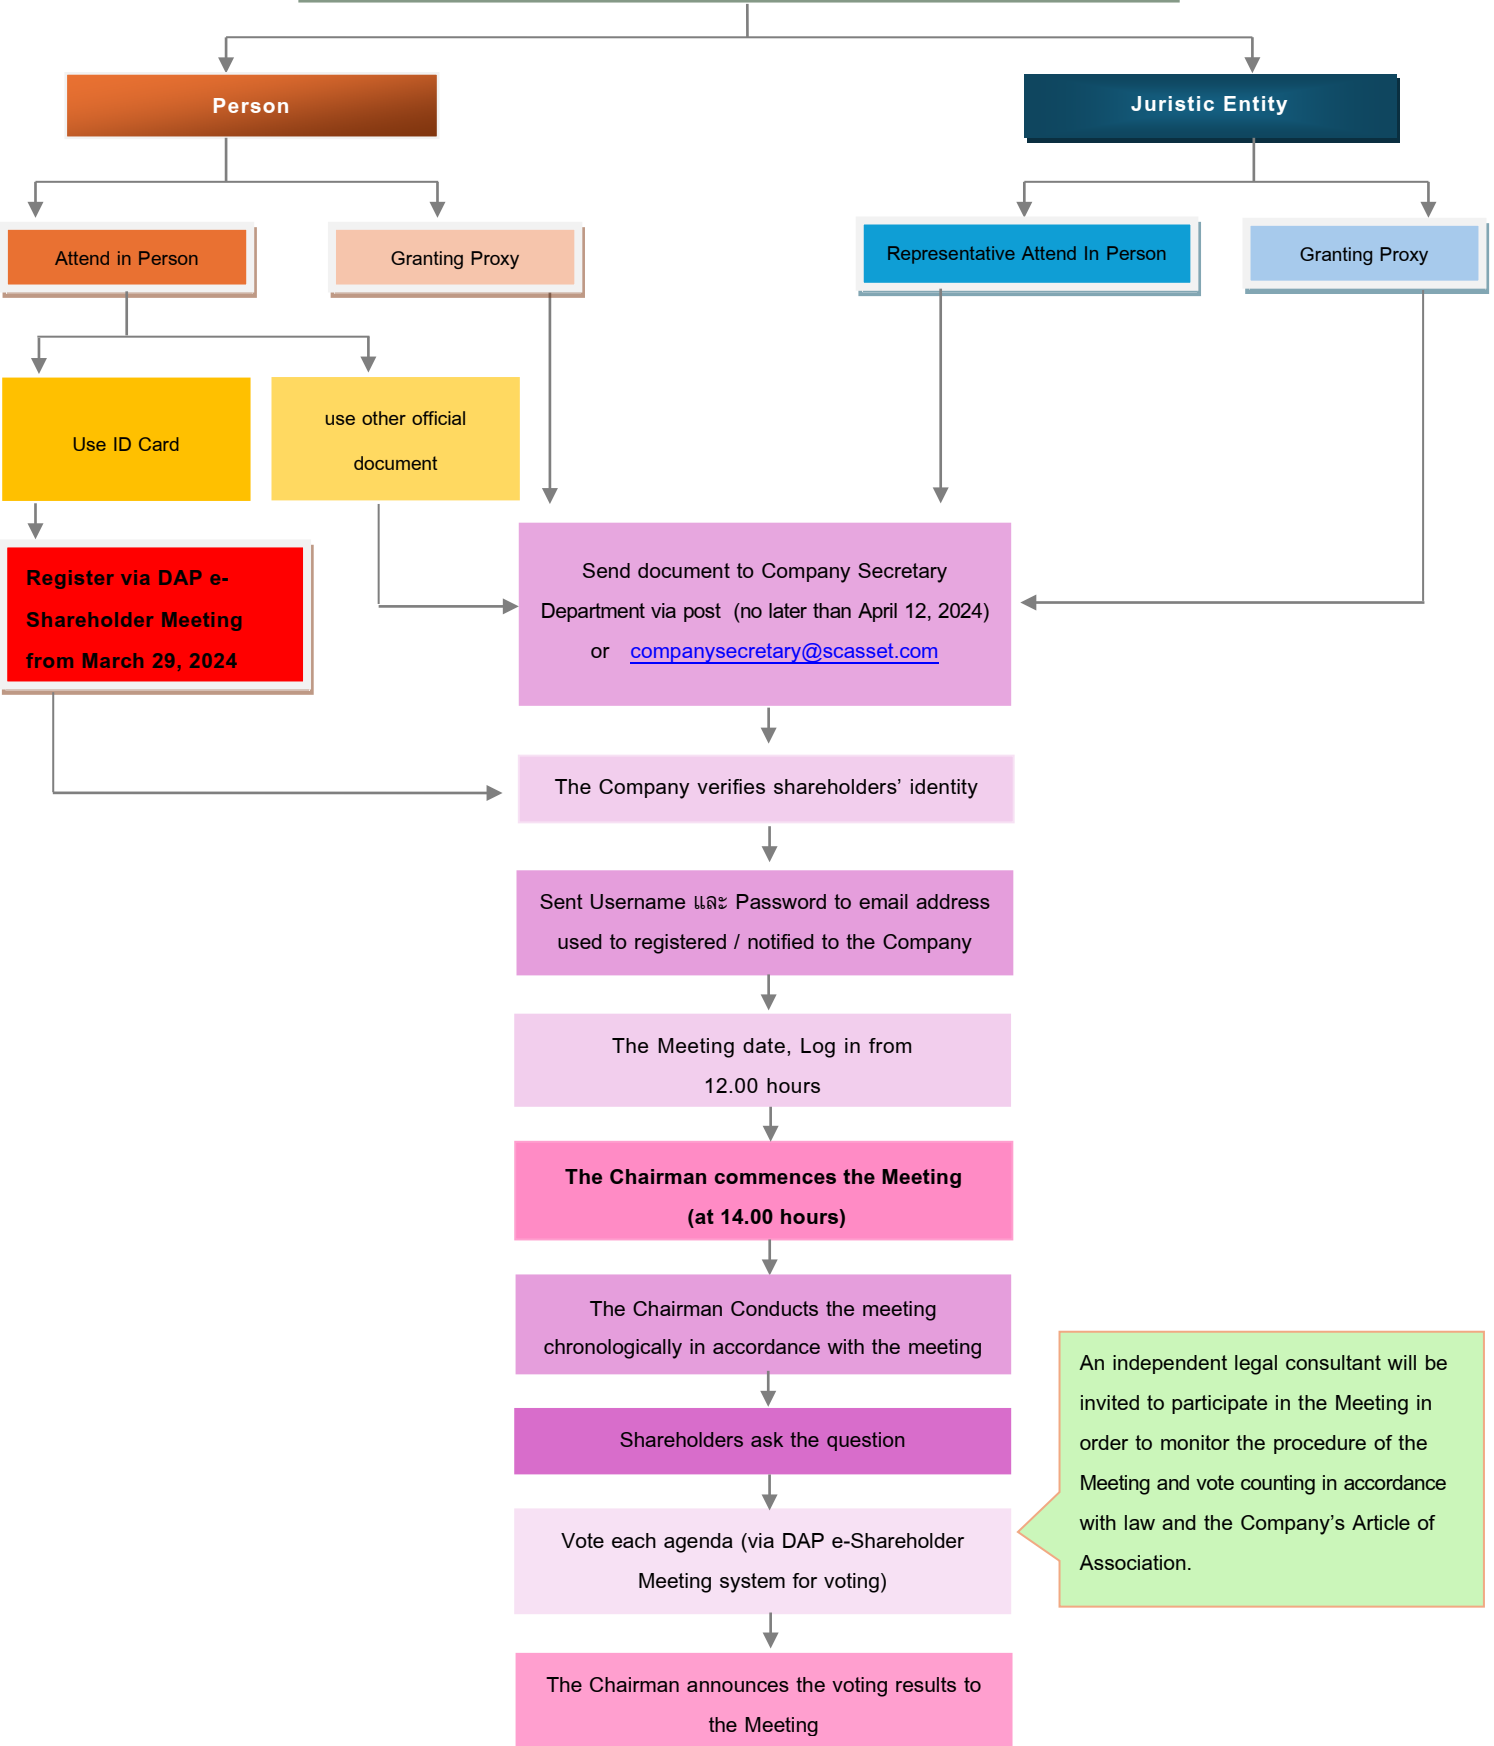 Person
Juristic Entity
Attend in Person
Granting Proxy
Representative Attend In Person
Granting Proxy
Use ID Card
use other official
document
Register via DAP e-
Shareholder Meeting
from March 29, 2024
Send document to Company Secretary
Department via post (no later than April 12, 2024)
or companysecretary@scasset.com
The Company verifies shareholders’ identity
Sent Username และ Password to email address
used to registered / notified to the Company
The Meeting date, Log in from
12.00 hours
The Chairman commences the Meeting
(at 14.00 hours)
The Chairman Conducts the meeting
chronologically in accordance with the meeting
An independent legal consultant will be
invited to participate in the Meeting in
order to monitor the procedure of the
Meeting and vote counting in accordance
with law and the Company’s Article of
Association.
Shareholders ask the question
Vote each agenda (via DAP e-Shareholder
Meeting system for voting)
The Chairman announces the voting results to
the Meeting